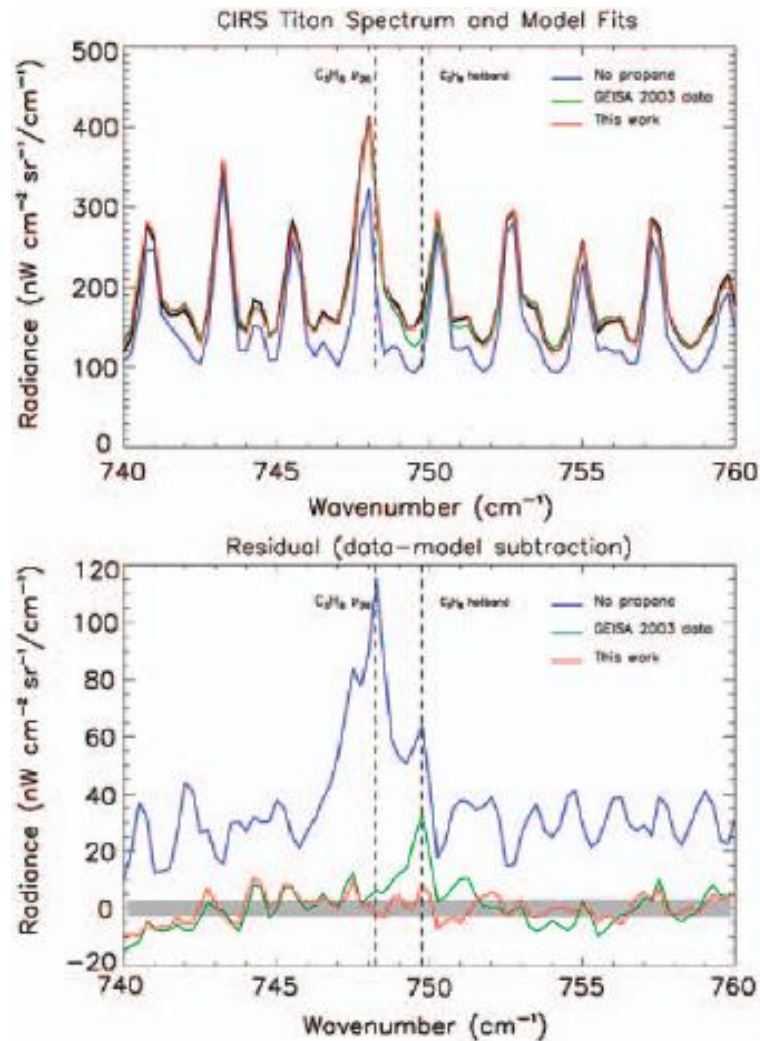 CIRS Titan Spectrum and Model Fits
500
400
300
200
100
0
Radiance (nW cm⁻² sr⁻¹/cm⁻¹)
C₃H₈ ν₂₆
C₃H₈ hotband
No propane
GEISA 2003 data
This work
740 745 750 755 760
Wavenumber (cm⁻¹)
Residual (data-model subtraction)
120
100
80
60
40
20
0
-20
Radiance (nW cm⁻² sr⁻¹/cm⁻¹)
C₃H₈ ν₂₆
C₃H₈ hotband
No propane
GEISA 2003 data
This work
740 745 750 755 760
Wavenumber (cm⁻¹)